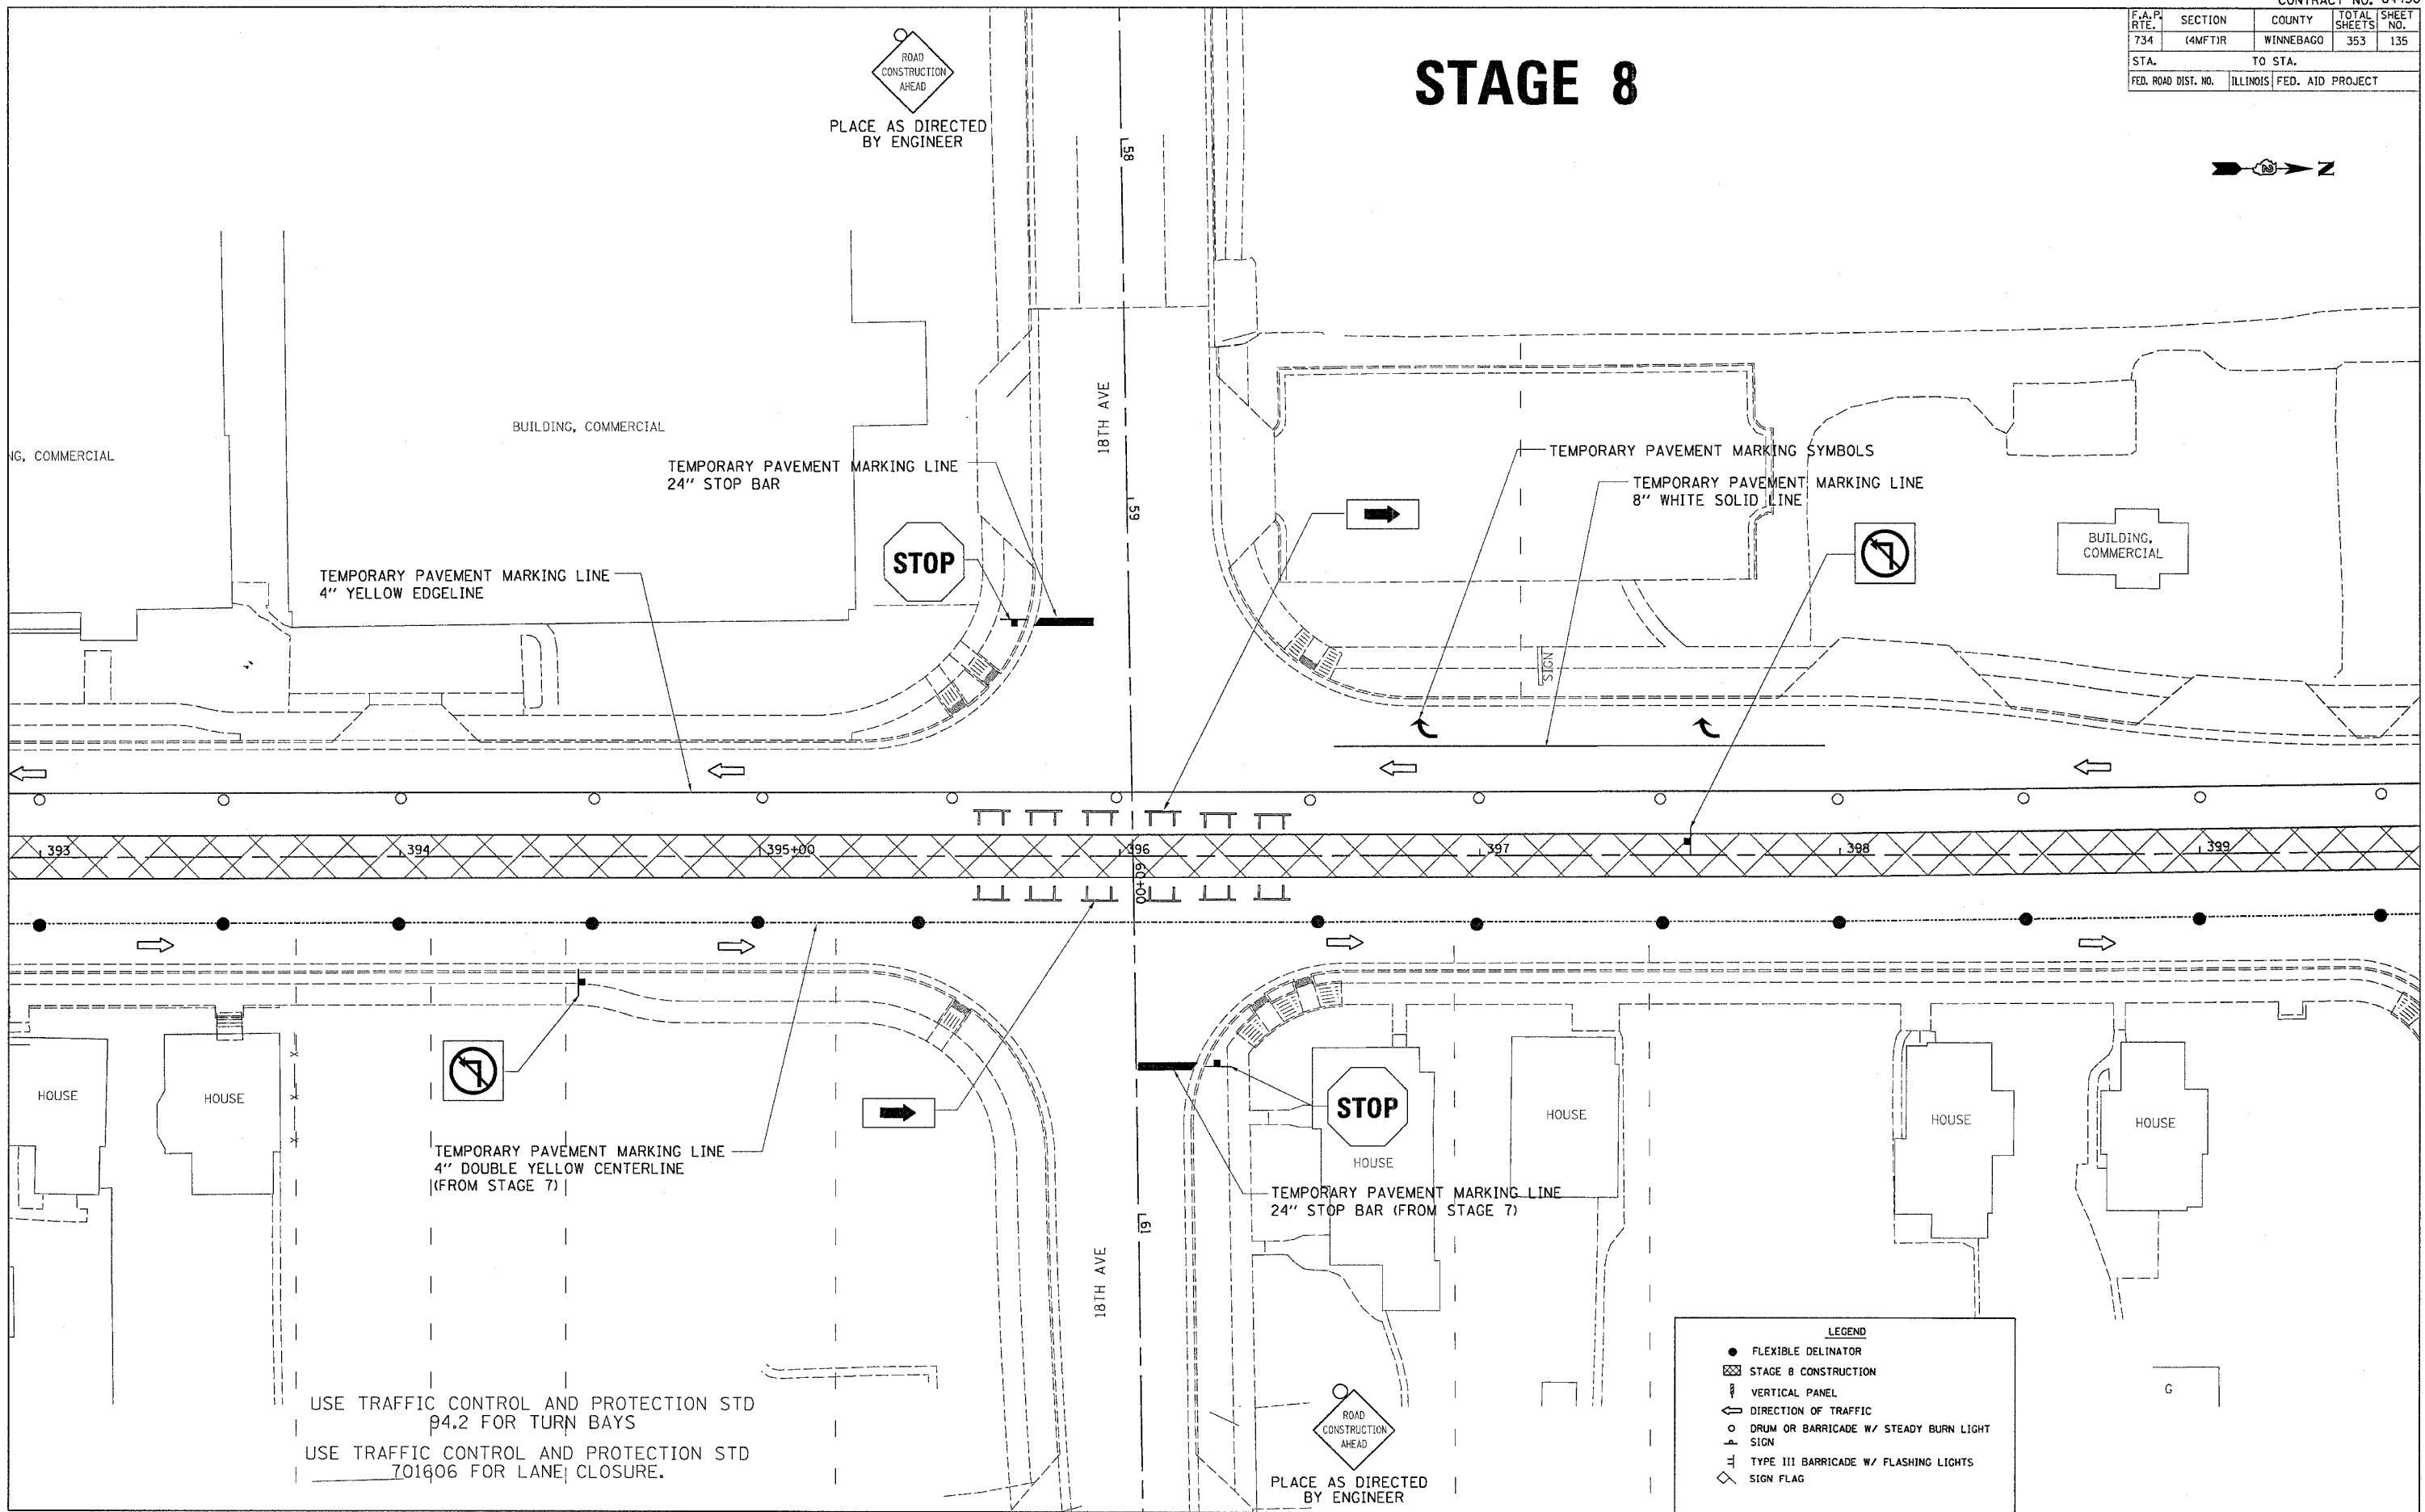 CONTRACT NO.
F.A.P. RTE. SECTION COUNTY TOTAL SHEETS SHEET NO.
734 (4MFT)R WINNEBAGO 353 135
STA. TO STA.
FED. ROAD DIST. NO. ILLINOIS FED. AID PROJECT
STAGE 8
ROAD
CONSTRUCTION
AHEAD
PLACE AS DIRECTED
BY ENGINEER
N
58
18TH AVE
59
NG, COMMERCIAL
BUILDING, COMMERCIAL
TEMPORARY PAVEMENT MARKING LINE
24" STOP BAR
STOP
TEMPORARY PAVEMENT MARKING LINE
4" YELLOW EDGELINE
TEMPORARY PAVEMENT MARKING SYMBOLS
TEMPORARY PAVEMENT MARKING LINE
8" WHITE SOLID LINE
BUILDING,
COMMERCIAL
SIGN
393 394 395+00 396 397 398 399
60+00
HOUSE
HOUSE
TEMPORARY PAVEMENT MARKING LINE
4" DOUBLE YELLOW CENTERLINE
(FROM STAGE 7)
STOP
HOUSE
HOUSE
HOUSE
HOUSE
TEMPORARY PAVEMENT MARKING LINE
24" STOP BAR (FROM STAGE 7)
61
18TH AVE
USE TRAFFIC CONTROL AND PROTECTION STD
94.2 FOR TURN BAYS
USE TRAFFIC CONTROL AND PROTECTION STD
701606 FOR LANE CLOSURE.
ROAD
CONSTRUCTION
AHEAD
PLACE AS DIRECTED
BY ENGINEER
LEGEND
FLEXIBLE DELINATOR
STAGE 8 CONSTRUCTION
VERTICAL PANEL
DIRECTION OF TRAFFIC
DRUM OR BARRICADE W/ STEADY BURN LIGHT
SIGN
TYPE III BARRICADE W/ FLASHING LIGHTS
SIGN FLAG
G